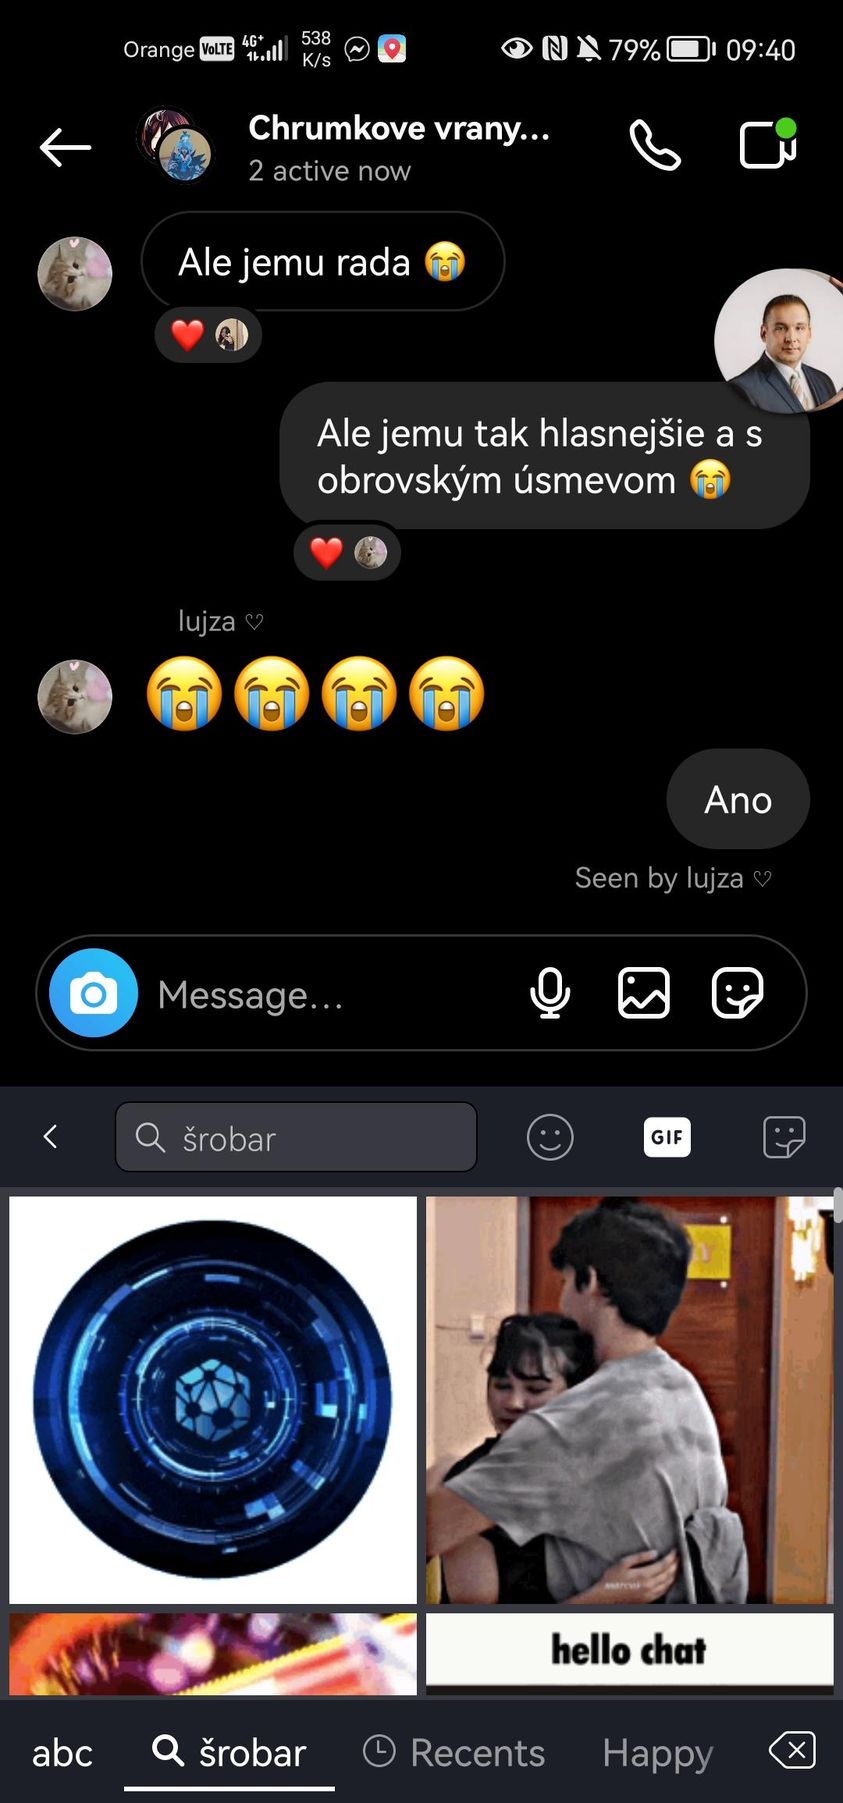 Orange VoLTE 4G+ 538 K/s 79% 09:40
Chrumkove vrany...
2 active now
Ale jemu rada 😭
Ale jemu tak hlasnejšie a s
obrovským úsmevom 😭
lujza ♡
😭😭😭😭
Ano
Seen by lujza ♡
Message...
šrobar
GIF
hello chat
abc šrobar Recents Happy